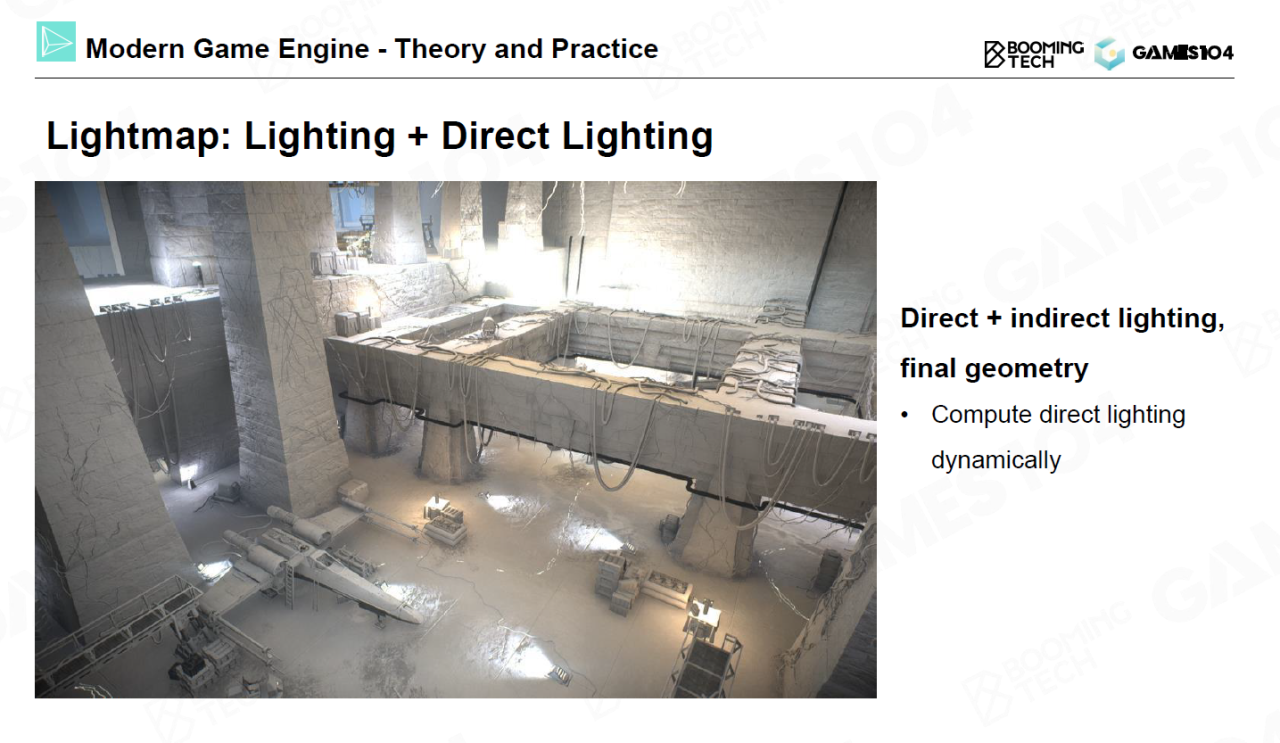 Modern Game Engine - Theory and Practice
BOOMING
TECH
GAMES104
Lightmap: Lighting + Direct Lighting
Direct + indirect lighting,
final geometry
• Compute direct lighting
dynamically